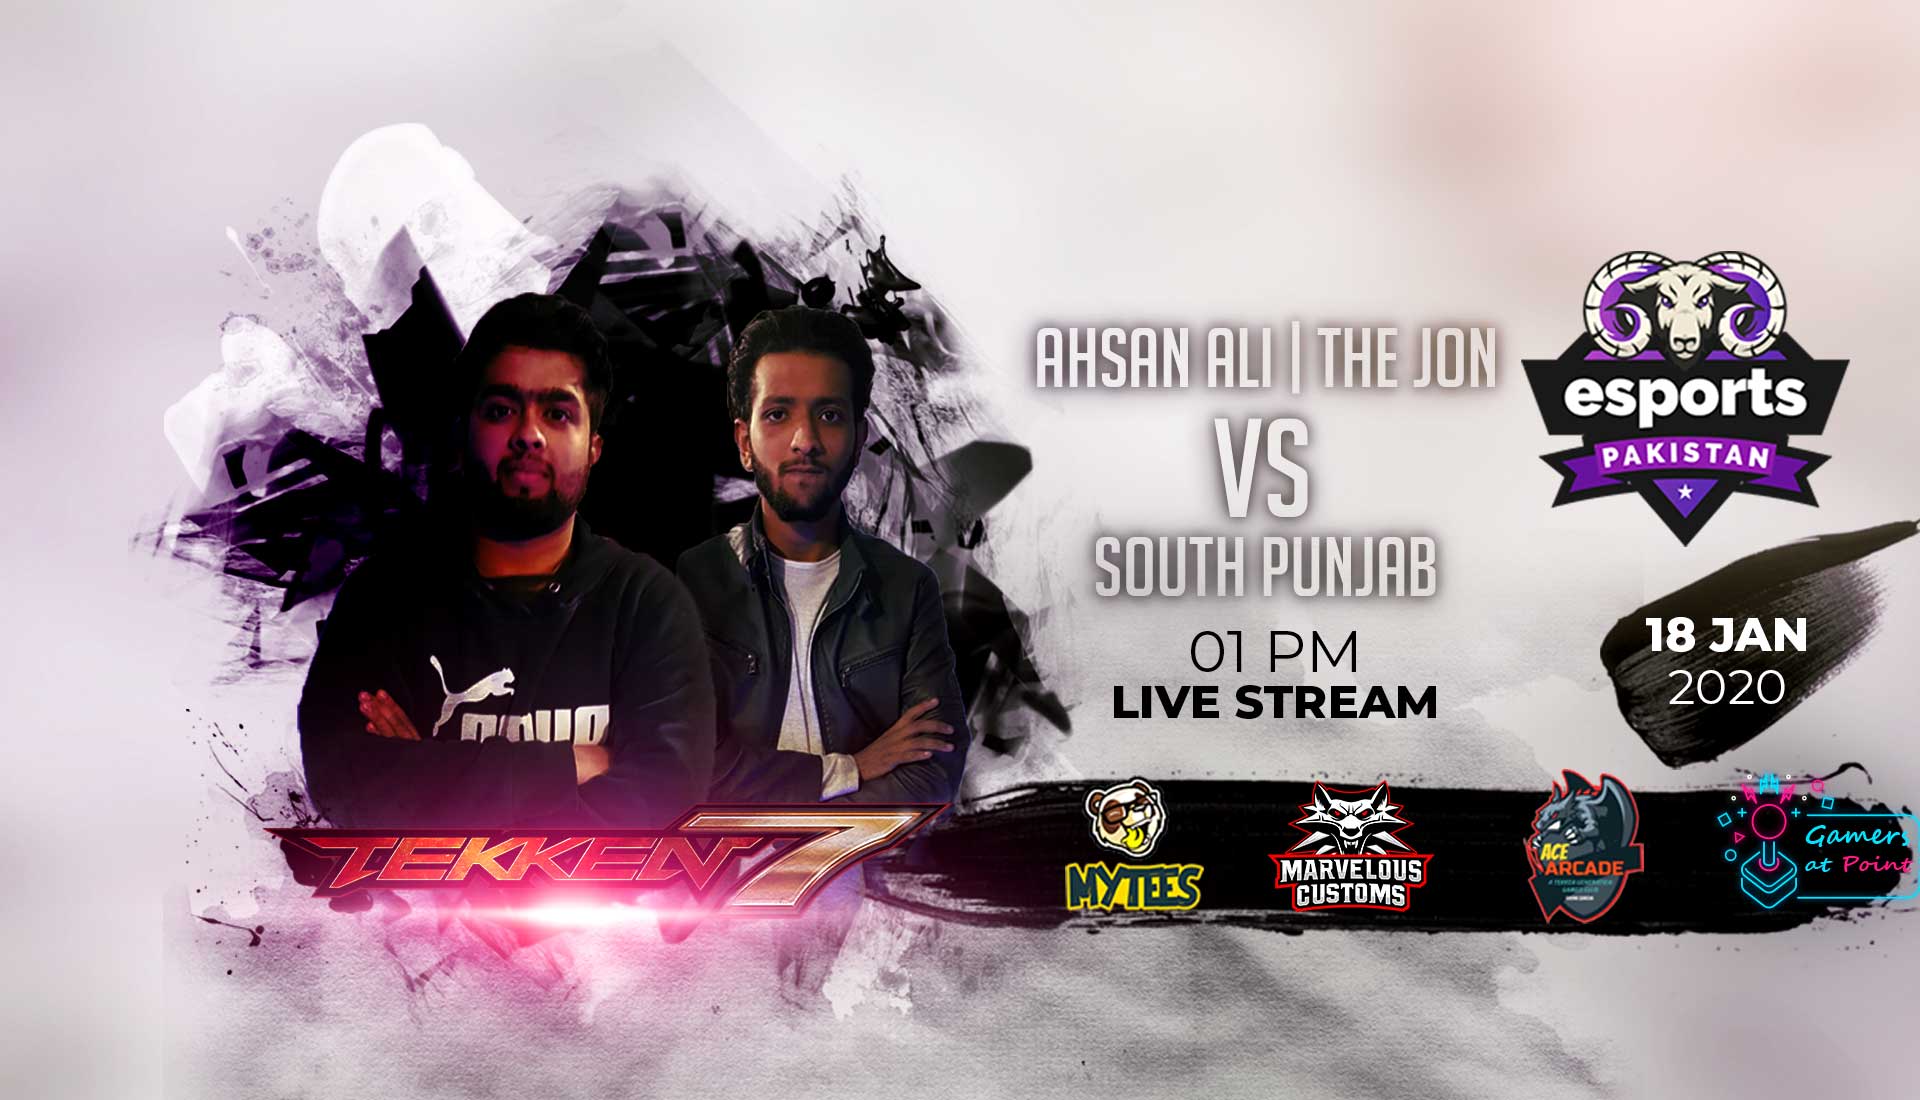 AHSAN ALI | THE JON
VS
SOUTH PUNJAB
01 PM
LIVE STREAM
esports
PAKISTAN
18 JAN
2020
TEKKEN 7
MYTEES
MARVELOUS
CUSTOMS
ACE
ARCADE
Gamers
at Point